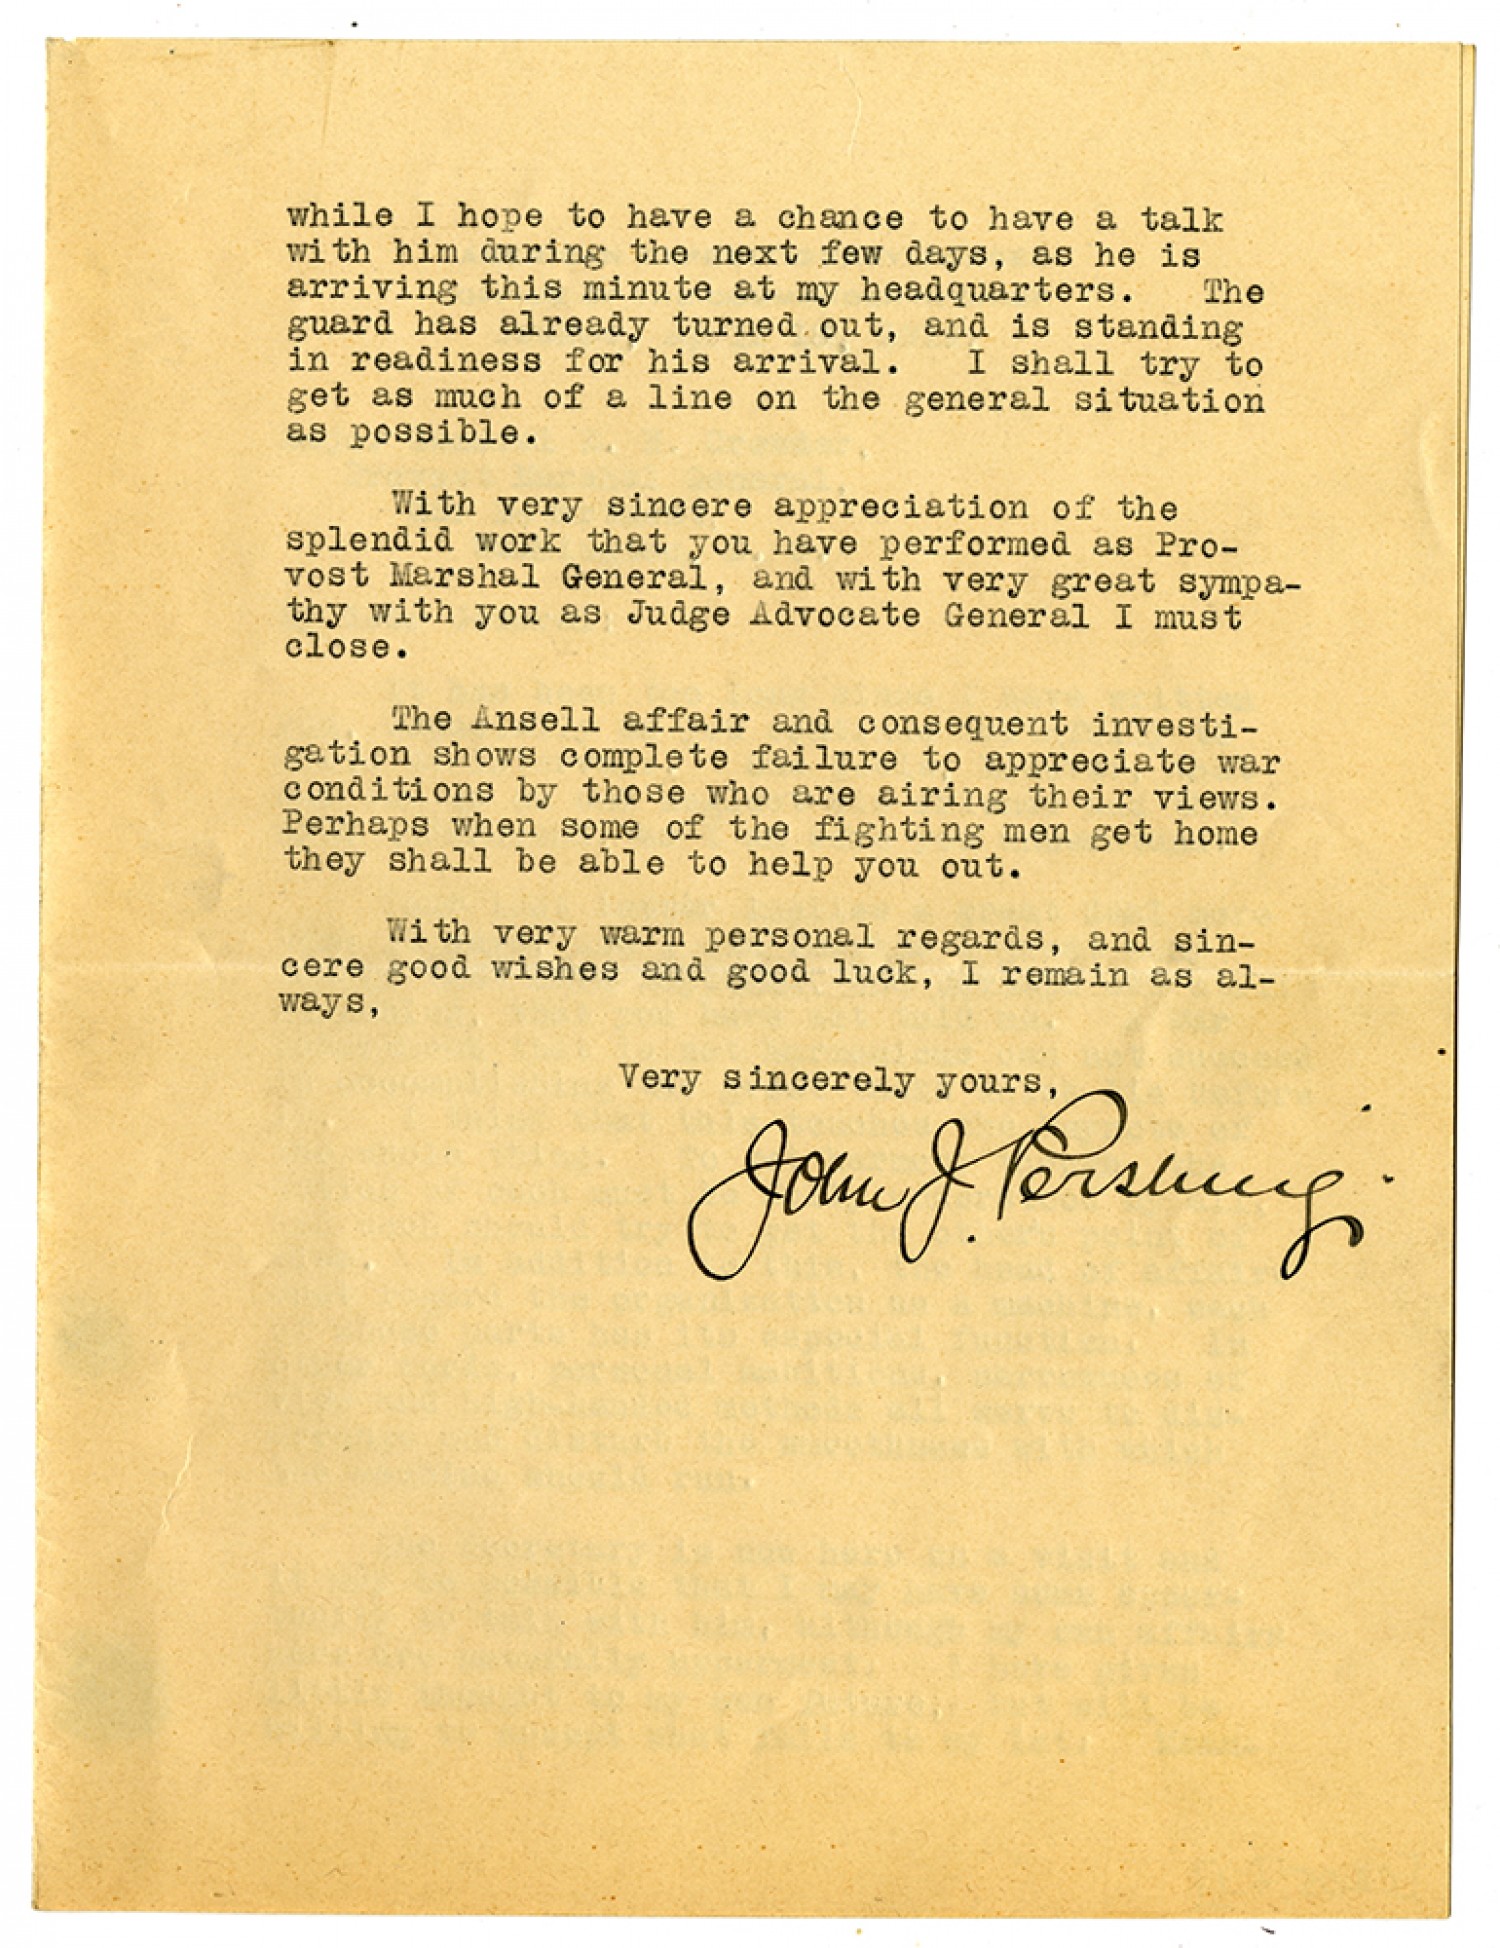 while I hope to have a chance to have a talk
with him during the next few days, as he is
arriving this minute at my headquarters. The
guard has already turned out, and is standing
in readiness for his arrival. I shall try to
get as much of a line on the general situation
as possible.
With very sincere appreciation of the
splendid work that you have performed as Pro-
vost Marshal General, and with very great sympa-
thy with you as Judge Advocate General I must
close.
The Ansell affair and consequent investi-
gation shows complete failure to appreciate war
conditions by those who are airing their views.
Perhaps when some of the fighting men get home
they shall be able to help you out.
With very warm personal regards, and sin-
cere good wishes and good luck, I remain as al-
ways,
Very sincerely yours,
John J. Pershing.